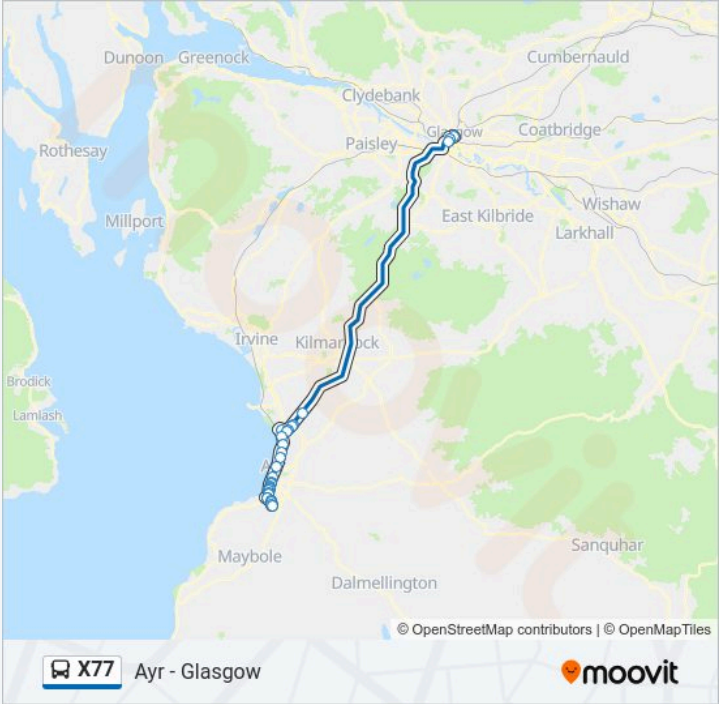 Dunoon Greenock
Cumbernauld
Clydebank
Glasgow
Coatbridge
Paisley
Rothesay
Wishaw
East Kilbride
Millport
Larkhall
Irvine
Kilmarnock
Brodick
Lamlash
A
Sanquhar
Maybole
Dalmellington
© OpenStreetMap contributors | © OpenMapTiles
X77 Ayr - Glasgow
moovit